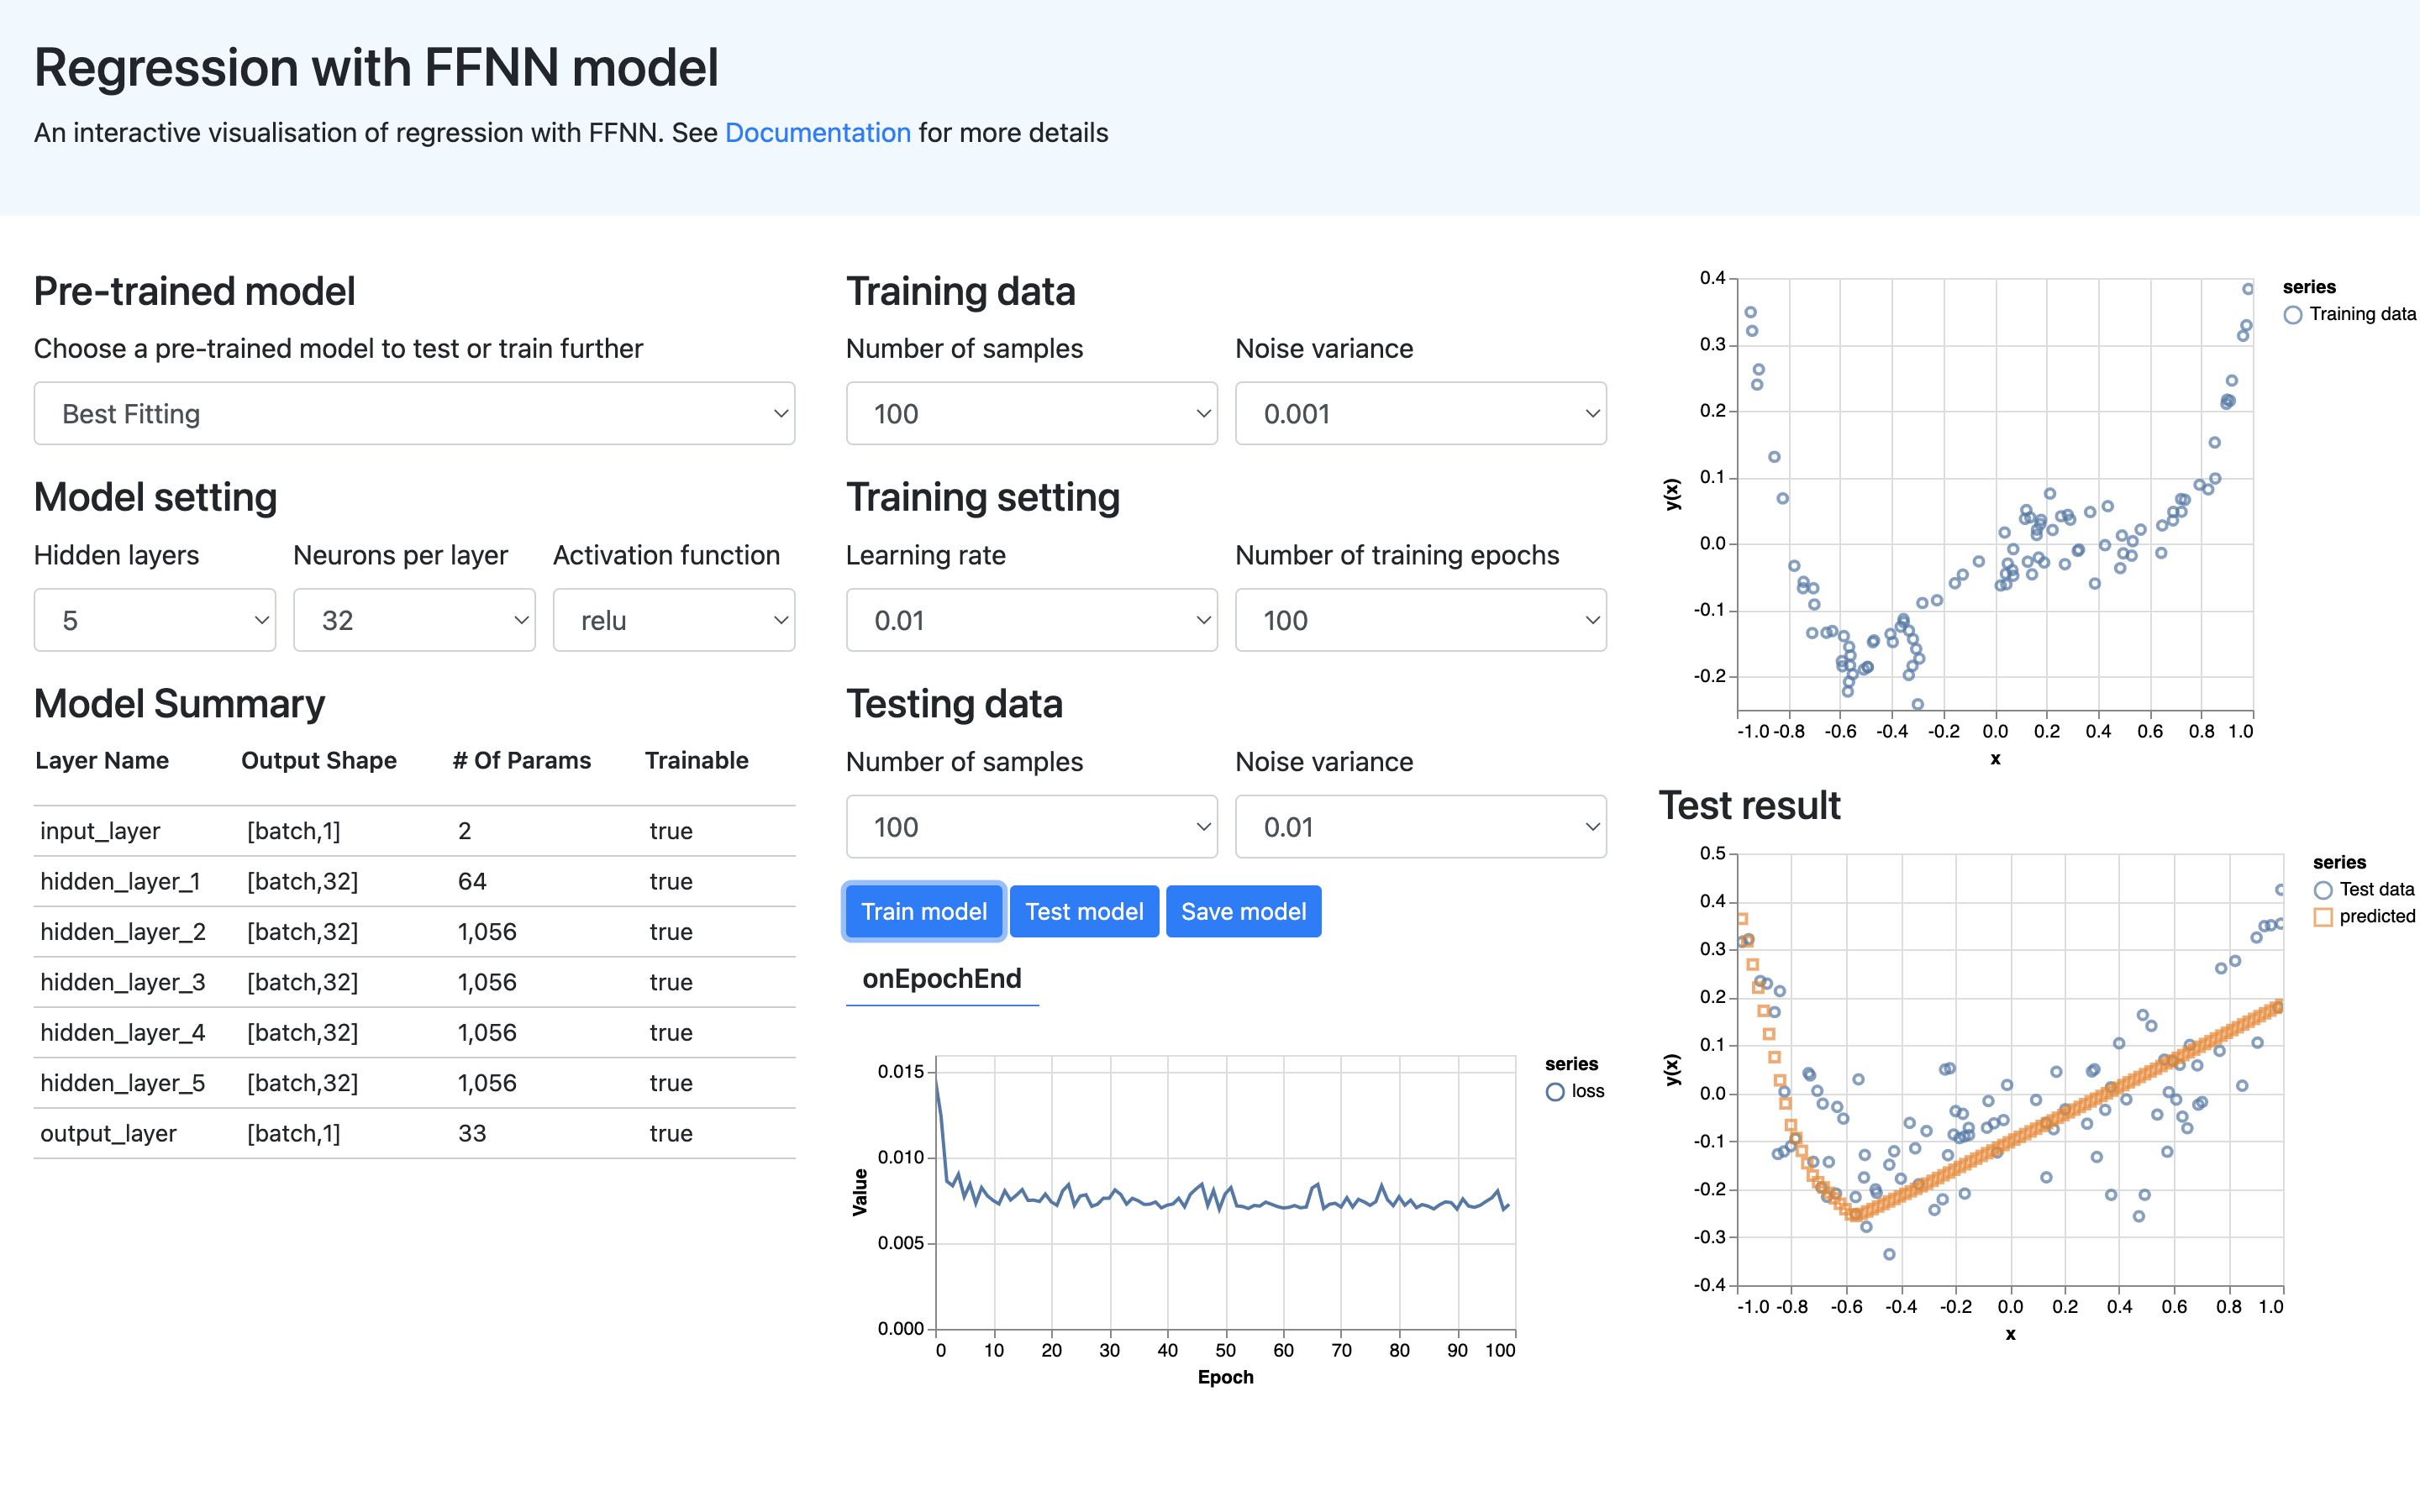 Regression with FFNN model
An interactive visualisation of regression with FFNN. See Documentation for more details
Pre-trained model
Choose a pre-trained model to test or train further
Best Fitting
Model setting
Hidden layers Neurons per layer Activation function
5 32 relu
Model Summary
Layer Name Output Shape # Of Params Trainable
input_layer [batch,1] 2 true
hidden_layer_1 [batch,32] 64 true
hidden_layer_2 [batch,32] 1,056 true
hidden_layer_3 [batch,32] 1,056 true
hidden_layer_4 [batch,32] 1,056 true
hidden_layer_5 [batch,32] 1,056 true
output_layer [batch,1] 33 true
Training data
Number of samples Noise variance
100 0.001
Training setting
Learning rate Number of training epochs
0.01 100
Testing data
Number of samples Noise variance
100 0.01
Train model Test model Save model
onEpochEnd
0.015
0.010
0.005
0.000
Value
0 10 20 30 40 50 60 70 80 90 100
Epoch
series
loss
0.4
0.3
0.2
0.1
0.0
-0.1
-0.2
y(x)
-1.0 -0.8 -0.6 -0.4 -0.2 0.0 0.2 0.4 0.6 0.8 1.0
x
series
Training data
Test result
0.5
0.4
0.3
0.2
0.1
0.0
-0.1
-0.2
-0.3
-0.4
y(x)
-1.0 -0.8 -0.6 -0.4 -0.2 0.0 0.2 0.4 0.6 0.8 1.0
x
series
Test data
predicted